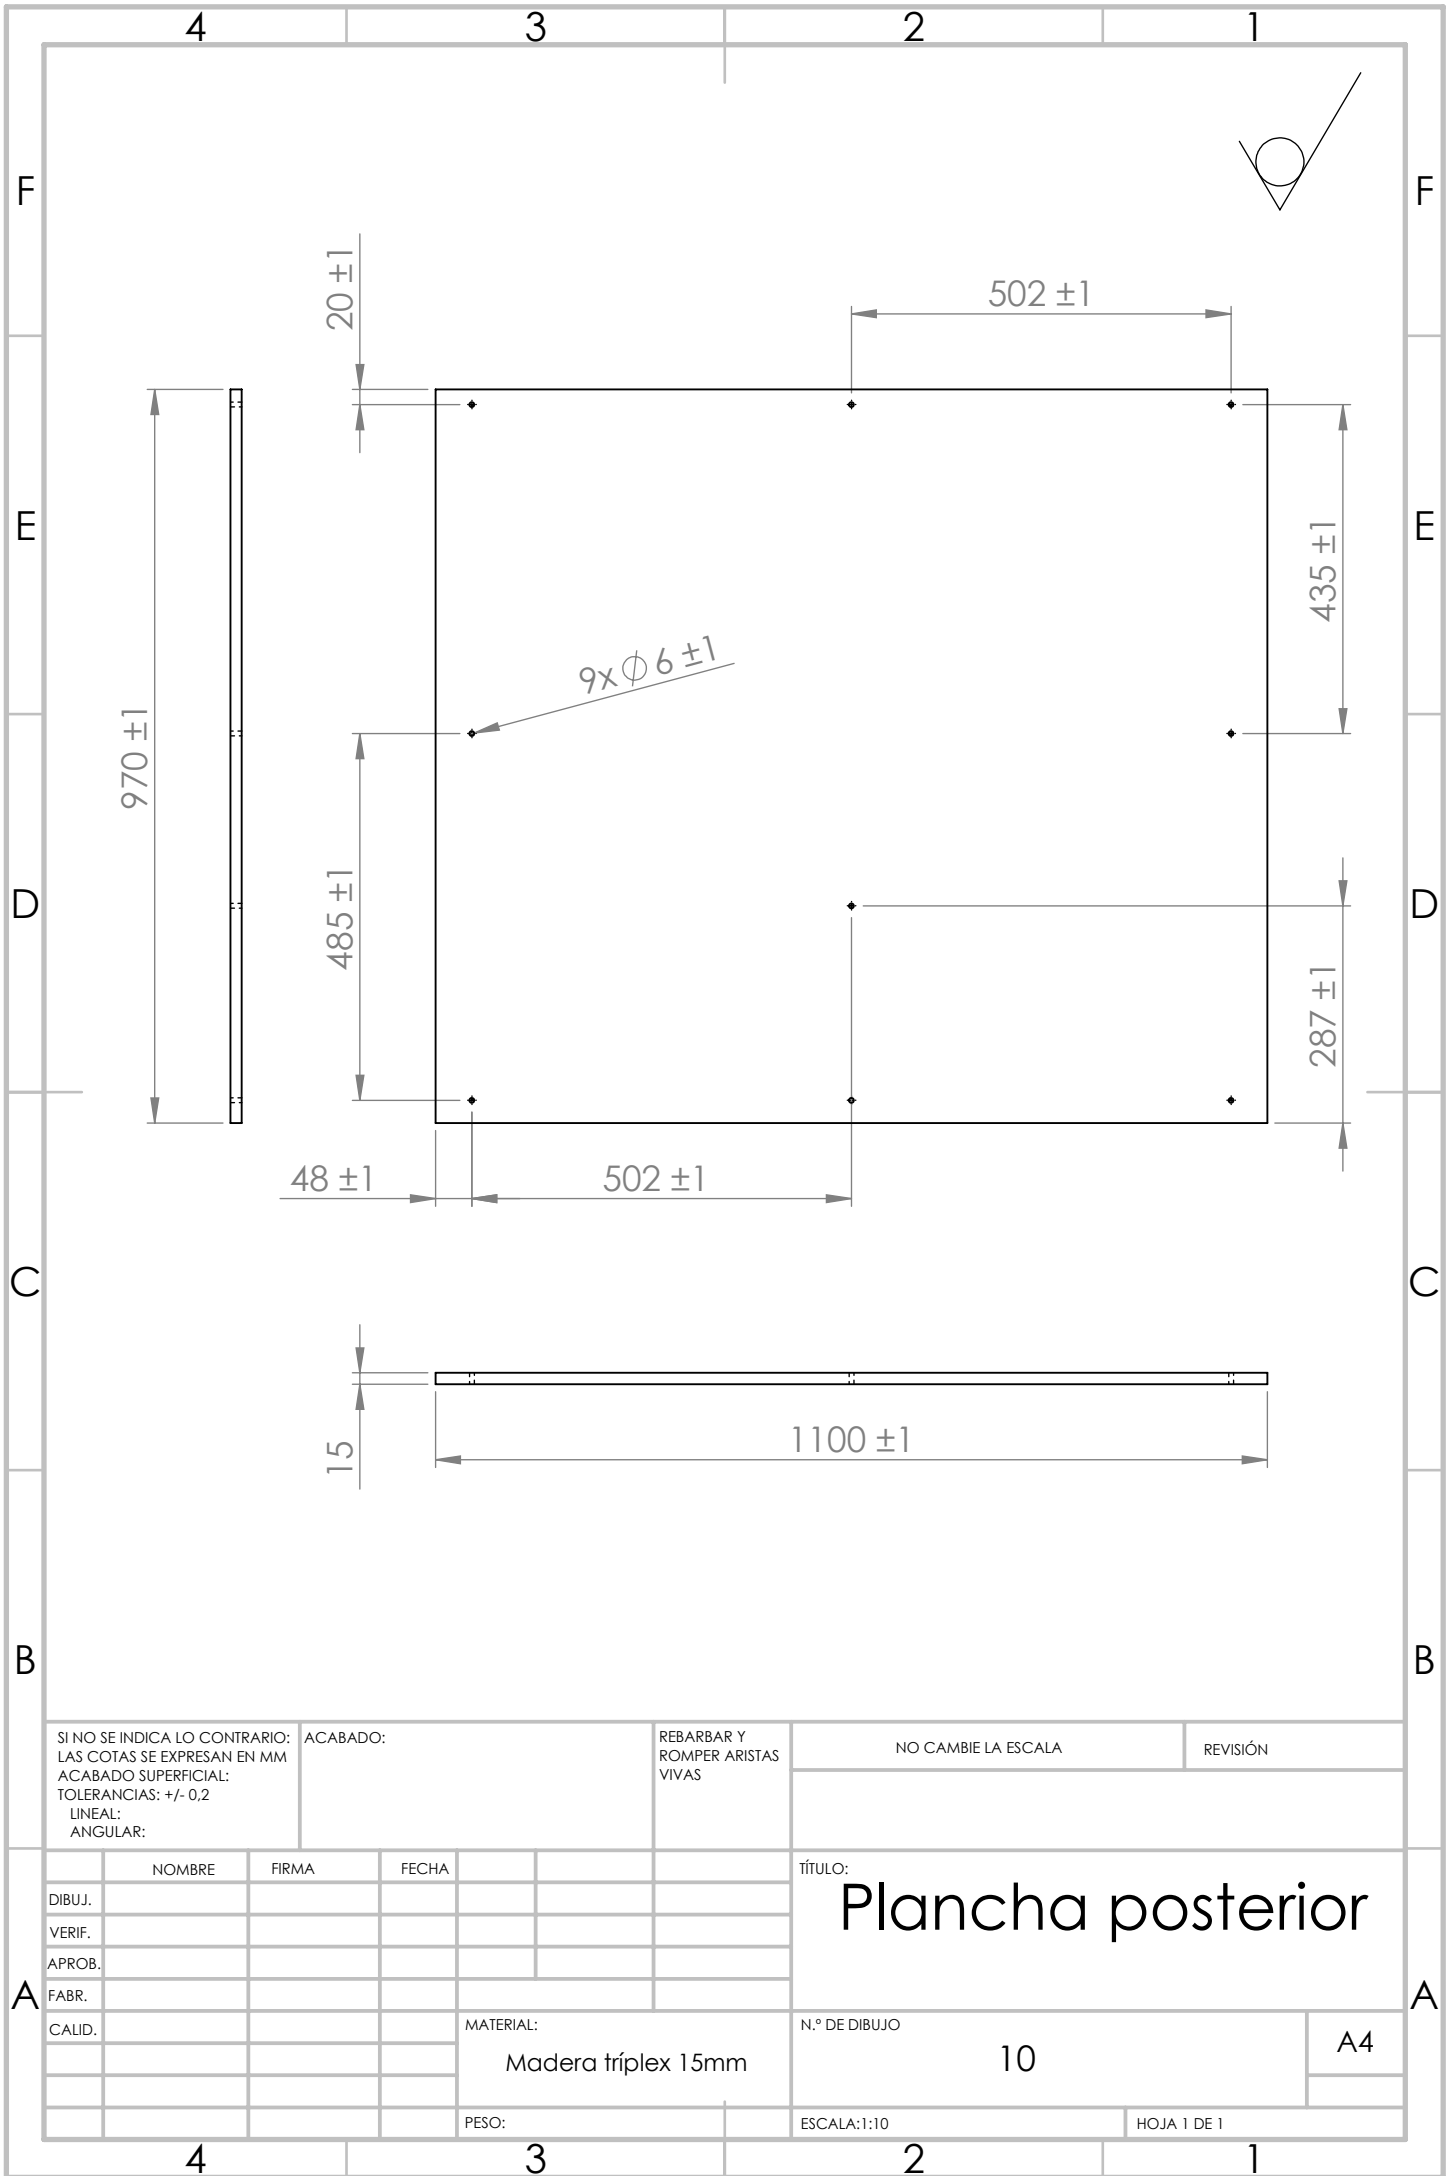 4 3 2 1
F F
20 ±1
502 ±1
E E
435 ±1
9x∅ 6 ±1
970 ±1
485 ±1
D D
287 ±1
48 ±1 502 ±1
C C
15
1100 ±1
B B
SI NO SE INDICA LO CONTRARIO:
LAS COTAS SE EXPRESAN EN MM
ACABADO SUPERFICIAL:
TOLERANCIAS: +/- 0,2
LINEAL:
ANGULAR:
ACABADO:
REBARBAR Y
ROMPER ARISTAS
VIVAS
NO CAMBIE LA ESCALA
REVISIÓN
NOMBRE FIRMA FECHA
DIBUJ.
VERIF.
APROB.
FABR.
CALID.
TÍTULO:
Plancha posterior
A A
MATERIAL:
Madera tríplex 15mm
N.º DE DIBUJO
10
A4
PESO:
ESCALA:1:10
HOJA 1 DE 1
4 3 2 1